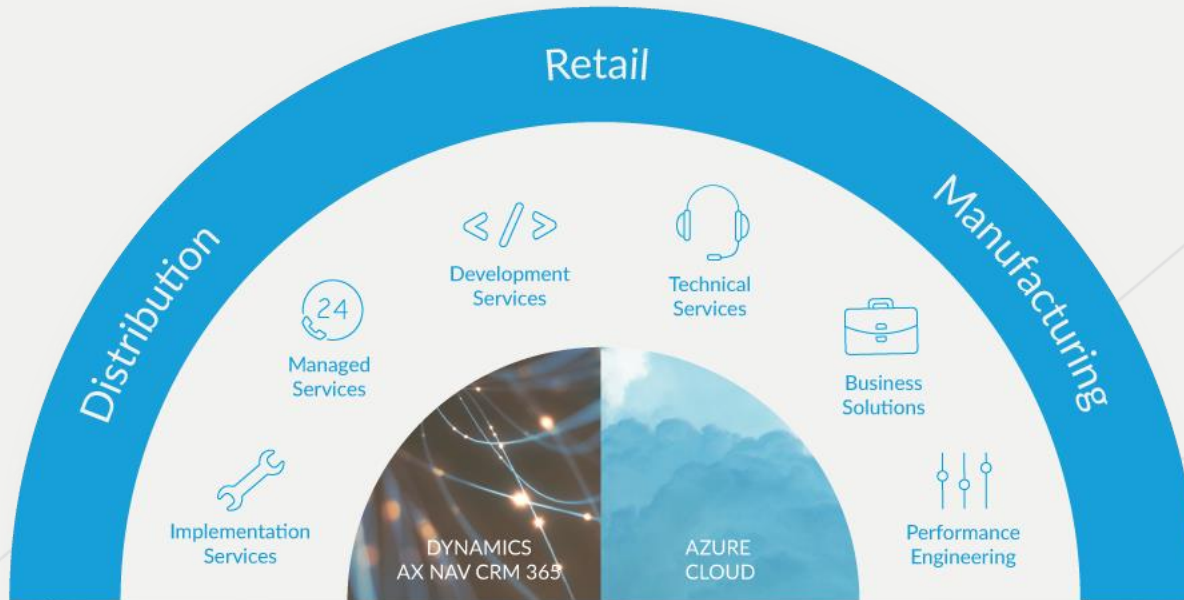 Retail
Distribution
Manufacturing
</>
Development
Services
Technical
Services
24
Managed
Services
Business
Solutions
Implementation
Services
Performance
Engineering
DYNAMICS
AX NAV CRM 365
AZURE
CLOUD